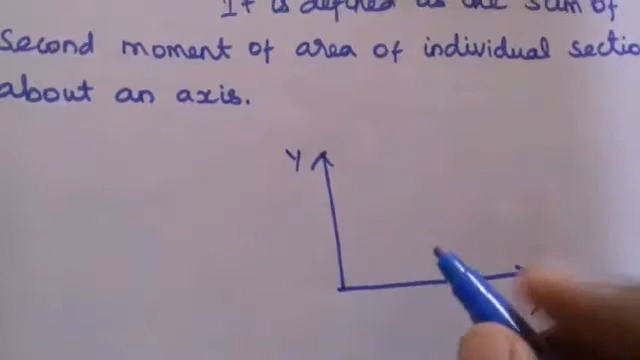 It is defined as the sum of
Second moment of area of individual sectio
about an axis.
Y